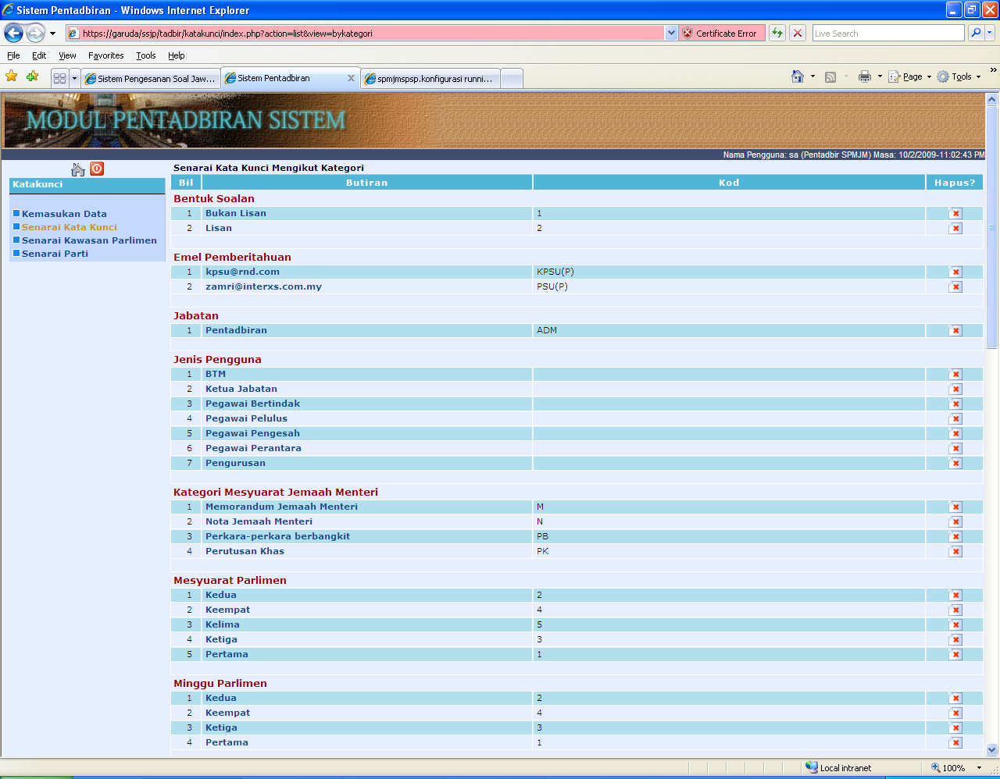 Sistem Pentadbiran - Windows Internet Explorer
https://garuda/ssjp/tadbir/katakunci/index.php?action=list&view=bykategori
Certificate Error
Live Search
File Edit View Favorites Tools Help
Sistem Pengesanan Soal Jaw...
Sistem Pentadbiran
spmjmspsp.konfigurasi runni...
Page
Tools
MODUL PENTADBIRAN SISTEM
Nama Pengguna: sa (Pentadbir SPMJM) Masa: 10/2/2009-11:02:43 PM
Katakunci
Kemasukan Data
Senarai Kata Kunci
Senarai Kawasan Parlimen
Senarai Parti
Senarai Kata Kunci Mengikut Kategori
Bil Butiran Kod Hapus?
Bentuk Soalan
1 Bukan Lisan 1
2 Lisan 2
Emel Pemberitahuan
1 kpsu@rnd.com KPSU(P)
2 zamri@interxs.com.my PSU(P)
Jabatan
1 Pentadbiran ADM
Jenis Pengguna
1 BTM
2 Ketua Jabatan
3 Pegawai Bertindak
4 Pegawai Pelulus
5 Pegawai Pengesah
6 Pegawai Perantara
7 Pengurusan
Kategori Mesyuarat Jemaah Menteri
1 Memorandum Jemaah Menteri M
2 Nota Jemaah Menteri N
3 Perkara-perkara berbangkit PB
4 Perutusan Khas PK
Mesyuarat Parlimen
1 Kedua 2
2 Keempat 4
3 Kelima 5
4 Ketiga 3
5 Pertama 1
Minggu Parlimen
1 Kedua 2
2 Keempat 4
3 Ketiga 3
4 Pertama 1
Local intranet
100%